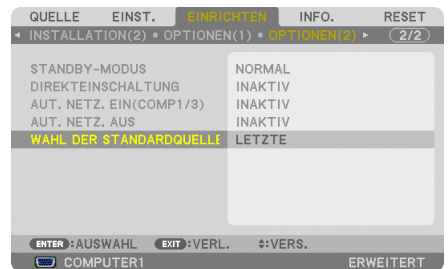 QUELLE EINST. EINRICHTEN INFO. RESET
◂ INSTALLATION(2) • OPTIONEN(1) • OPTIONEN(2) ▸ 2/2
STANDBY-MODUS NORMAL
DIREKTEINSCHALTUNG INAKTIV
AUT. NETZ. EIN(COMP1/3) INAKTIV
AUT. NETZ. AUS INAKTIV
WAHL DER STANDARDQUELLE LETZTE
ENTER:AUSWAHL EXIT:VERL. ♦:VERS.
COMPUTER1 ERWEITERT